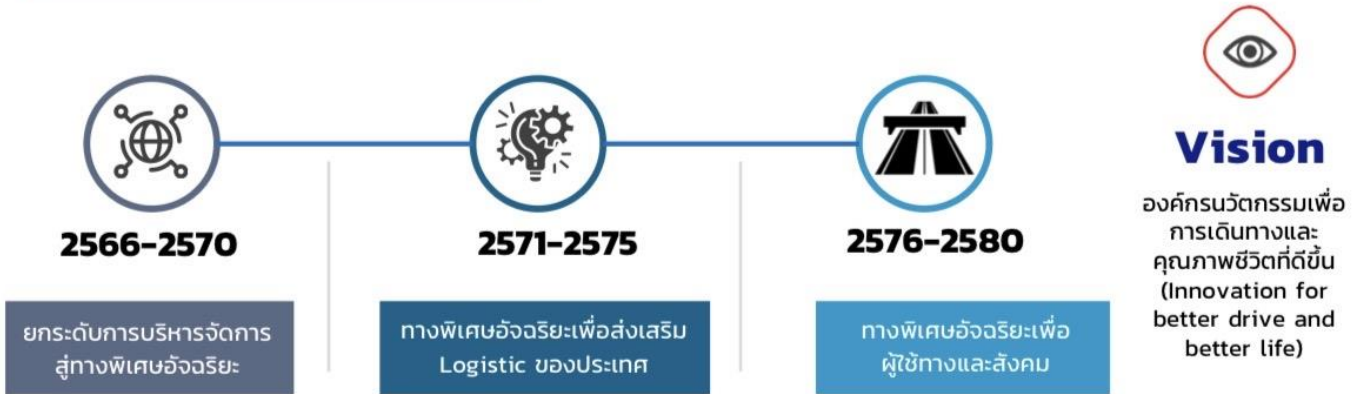 2566-2570
ยกระดับการบริหารจัดการ
สู่ทางพิเศษอัจฉริยะ
2571-2575
ทางพิเศษอัจฉริยะเพื่อส่งเสริม
Logistic ของประเทศ
2576-2580
ทางพิเศษอัจฉริยะเพื่อ
ผู้ใช้ทางและสังคม
Vision
องค์กรนวัตกรรมเพื่อ
การเดินทางและ
คุณภาพชีวิตที่ดีขึ้น
(Innovation for
better drive and
better life)